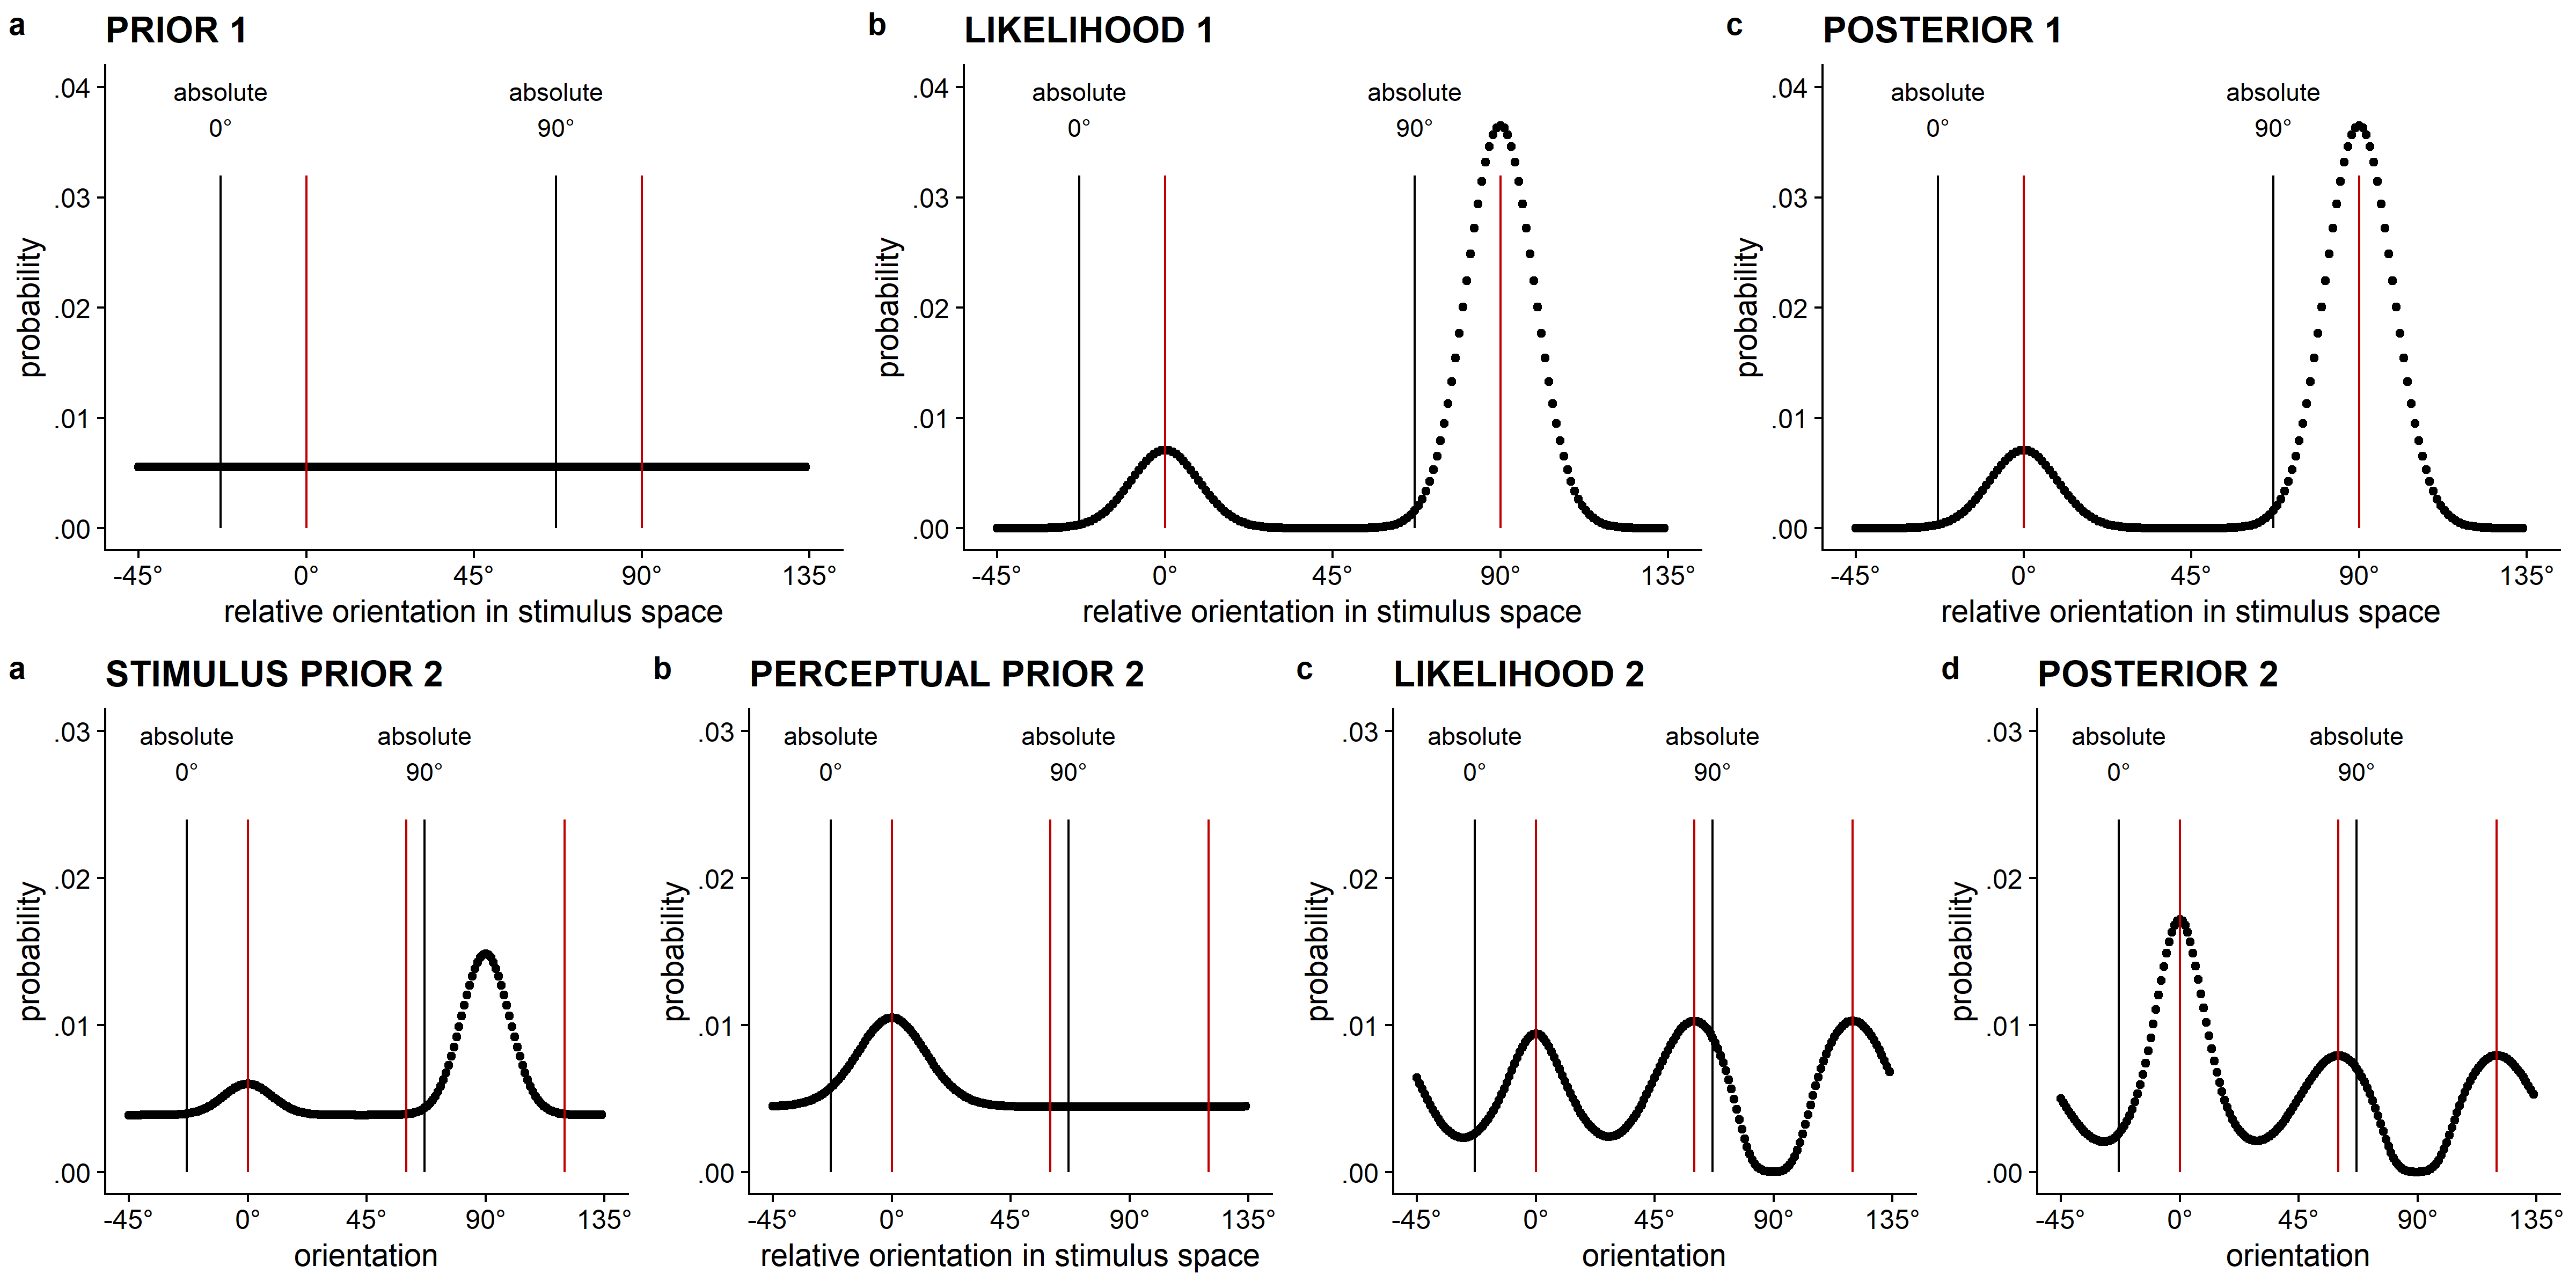 a PRIOR 1
absolute 0°
absolute 90°
.04
.03
.02
.01
.00
probability
-45° 0° 45° 90° 135°
relative orientation in stimulus space
b LIKELIHOOD 1
absolute 0°
absolute 90°
.04
.03
.02
.01
.00
probability
-45° 0° 45° 90° 135°
relative orientation in stimulus space
c POSTERIOR 1
absolute 0°
absolute 90°
.04
.03
.02
.01
.00
probability
-45° 0° 45° 90° 135°
relative orientation in stimulus space
a STIMULUS PRIOR 2
absolute 0°
absolute 90°
.03
.02
.01
.00
probability
-45° 0° 45° 90° 135°
orientation
b PERCEPTUAL PRIOR 2
absolute 0°
absolute 90°
.03
.02
.01
.00
probability
-45° 0° 45° 90° 135°
relative orientation in stimulus space
c LIKELIHOOD 2
absolute 0°
absolute 90°
.03
.02
.01
.00
probability
-45° 0° 45° 90° 135°
orientation
d POSTERIOR 2
absolute 0°
absolute 90°
.03
.02
.01
.00
probability
-45° 0° 45° 90° 135°
orientation